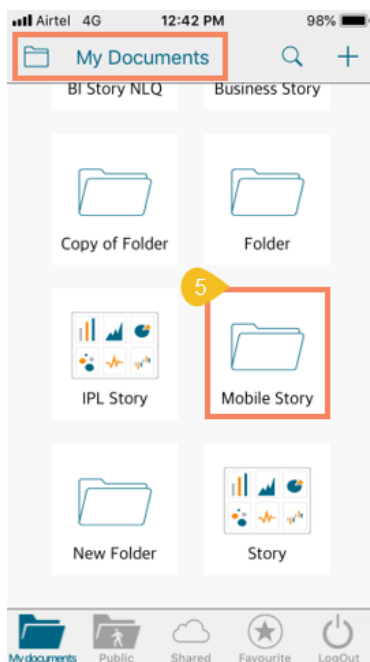 Airtel 4G 12:42 PM 98%
My Documents
BI Story NLQ Business Story
Copy of Folder Folder
5
IPL Story Mobile Story
New Folder Story
My documents Public Shared Favourite LogOut